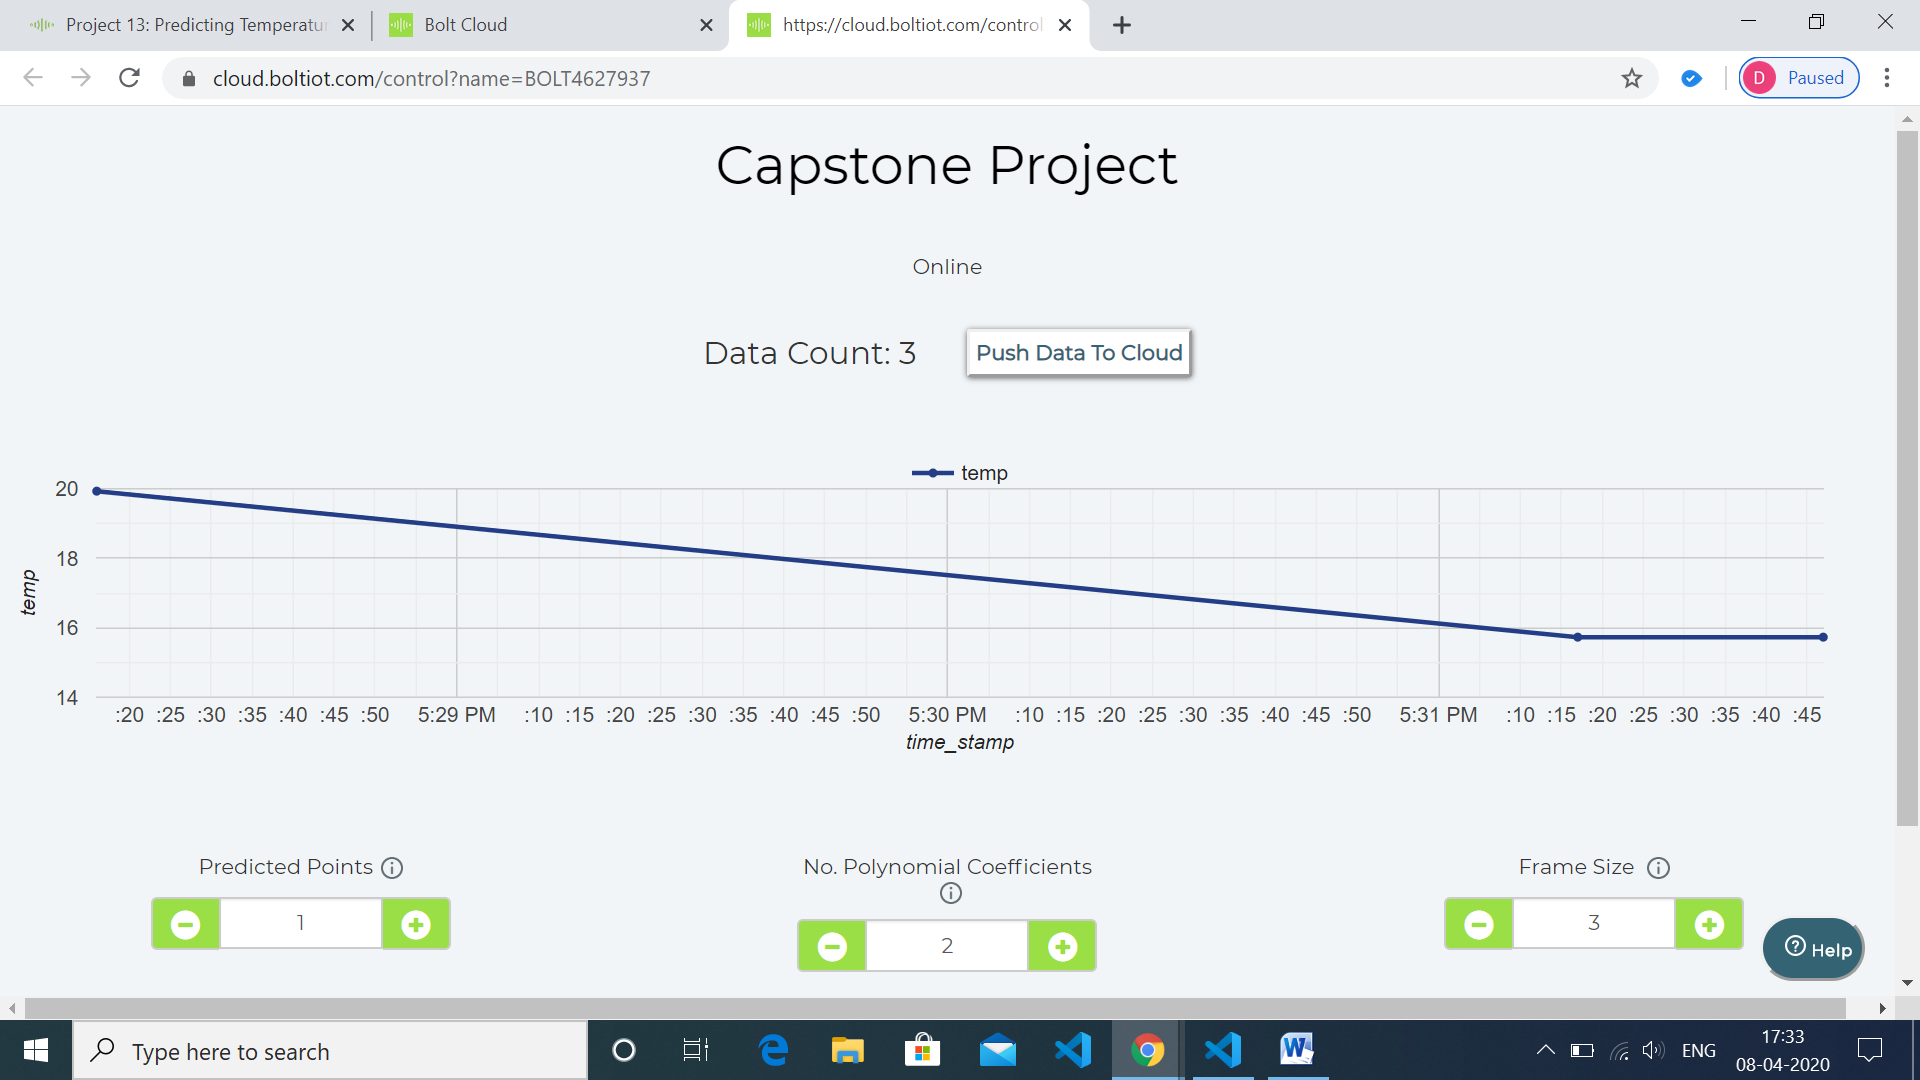 Project 13: Predicting Temperatur
Bolt Cloud
https://cloud.boltiot.com/control
cloud.boltiot.com/control?name=BOLT4627937
D Paused
Capstone Project
Online
Data Count: 3 Push Data To Cloud
temp
20
18
16
14
temp
:20 :25 :30 :35 :40 :45 :50 5:29 PM :10 :15 :20 :25 :30 :35 :40 :45 :50 5:30 PM :10 :15 :20 :25 :30 :35 :40 :45 :50 5:31 PM :10 :15 :20 :25 :30 :35 :40 :45
time_stamp
Predicted Points
1
No. Polynomial Coefficients
2
Frame Size
3
Help
Type here to search
ENG
17:33
08-04-2020